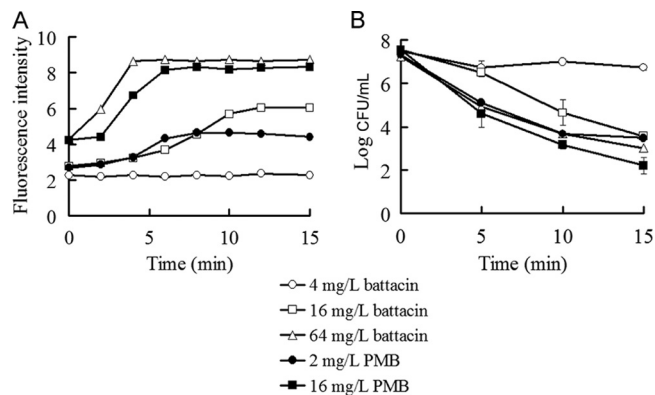 A
Fluorescence intensity
10
8
6
4
2
0
0 5 10 15
Time (min)
B
Log CFU/mL
8
6
4
2
0
0 5 10 15
Time (min)
4 mg/L battacin
16 mg/L battacin
64 mg/L battacin
2 mg/L PMB
16 mg/L PMB